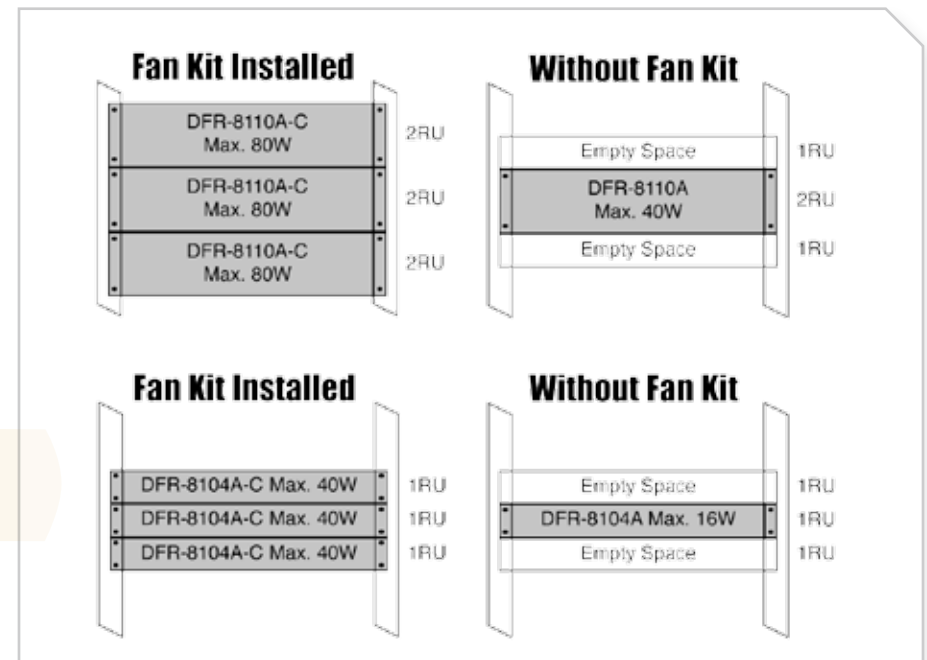 Fan Kit Installed
DFR-8110A-C
Max. 80W
2RU
DFR-8110A-C
Max. 80W
2RU
DFR-8110A-C
Max. 80W
2RU
Without Fan Kit
Empty Space
1RU
DFR-8110A
Max. 40W
2RU
Empty Space
1RU
Fan Kit Installed
DFR-8104A-C Max. 40W
1RU
DFR-8104A-C Max. 40W
1RU
DFR-8104A-C Max. 40W
1RU
Without Fan Kit
Empty Space
1RU
DFR-8104A Max. 16W
1RU
Empty Space
1RU